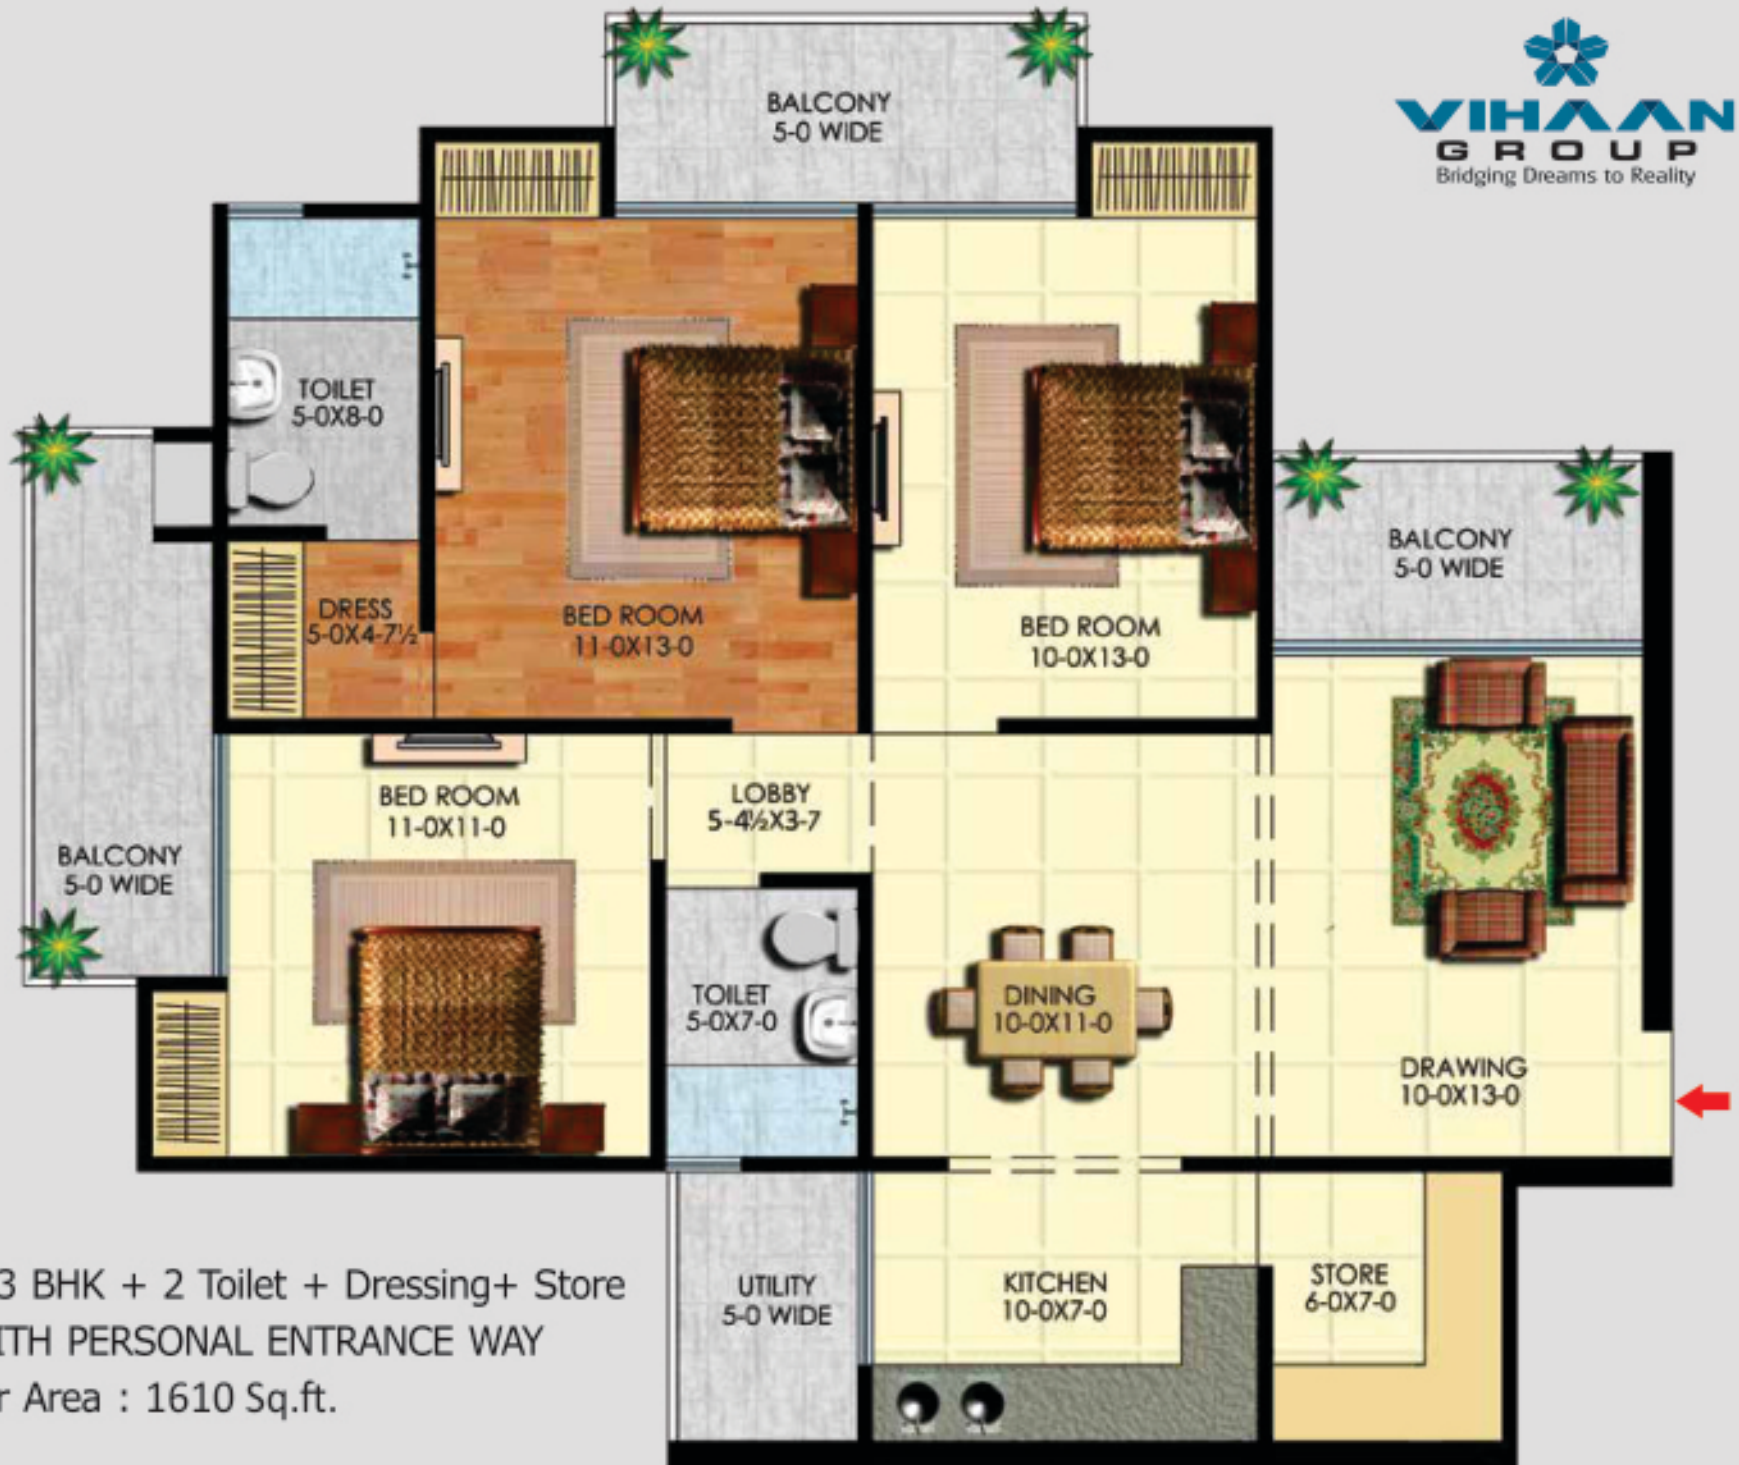 BALCONY
5-0 WIDE
VIHAAN
GROUP
Bridging Dreams to Reality
TOILET
5-0X8-0
DRESS
5-0X4-7½
BED ROOM
11-0X13-0
BED ROOM
10-0X13-0
BALCONY
5-0 WIDE
BED ROOM
11-0X11-0
LOBBY
5-4½X3-7
BALCONY
5-0 WIDE
TOILET
5-0X7-0
DINING
10-0X11-0
DRAWING
10-0X13-0
UTILITY
5-0 WIDE
KITCHEN
10-0X7-0
STORE
6-0X7-0
3 BHK + 2 Toilet + Dressing+ Store
PERSONAL ENTRANCE WAY
Area : 1610 Sq.ft.